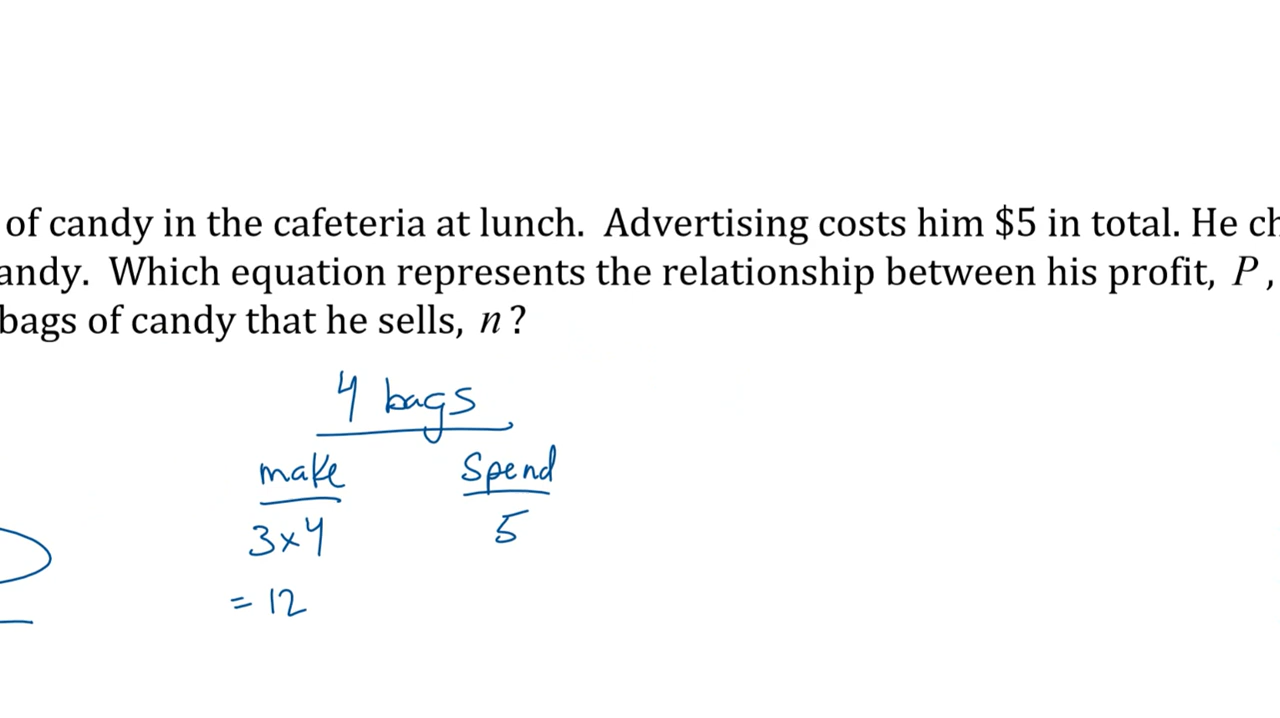 of candy in the cafeteria at lunch. Advertising costs him $5 in total. He ch
andy. Which equation represents the relationship between his profit, P ,
bags of candy that he sells, n ?
4 bags
make Spend
3×4 5
= 12